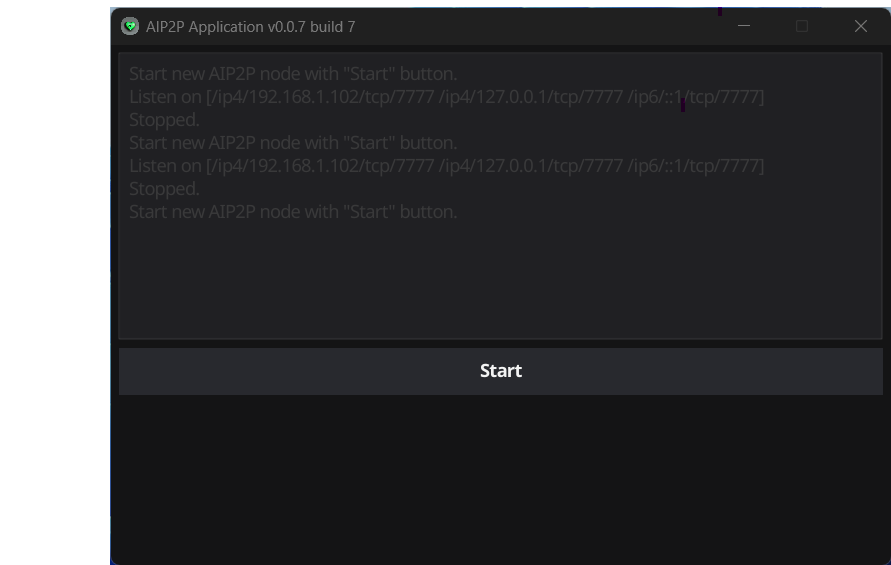 AIP2P Application v0.0.7 build 7
Start new AIP2P node with "Start" button.
Listen on [/ip4/192.168.1.102/tcp/7777 /ip4/127.0.0.1/tcp/7777 /ip6/::1/tcp/7777]
Stopped.
Start new AIP2P node with "Start" button.
Listen on [/ip4/192.168.1.102/tcp/7777 /ip4/127.0.0.1/tcp/7777 /ip6/::1/tcp/7777]
Stopped.
Start new AIP2P node with "Start" button.
Start